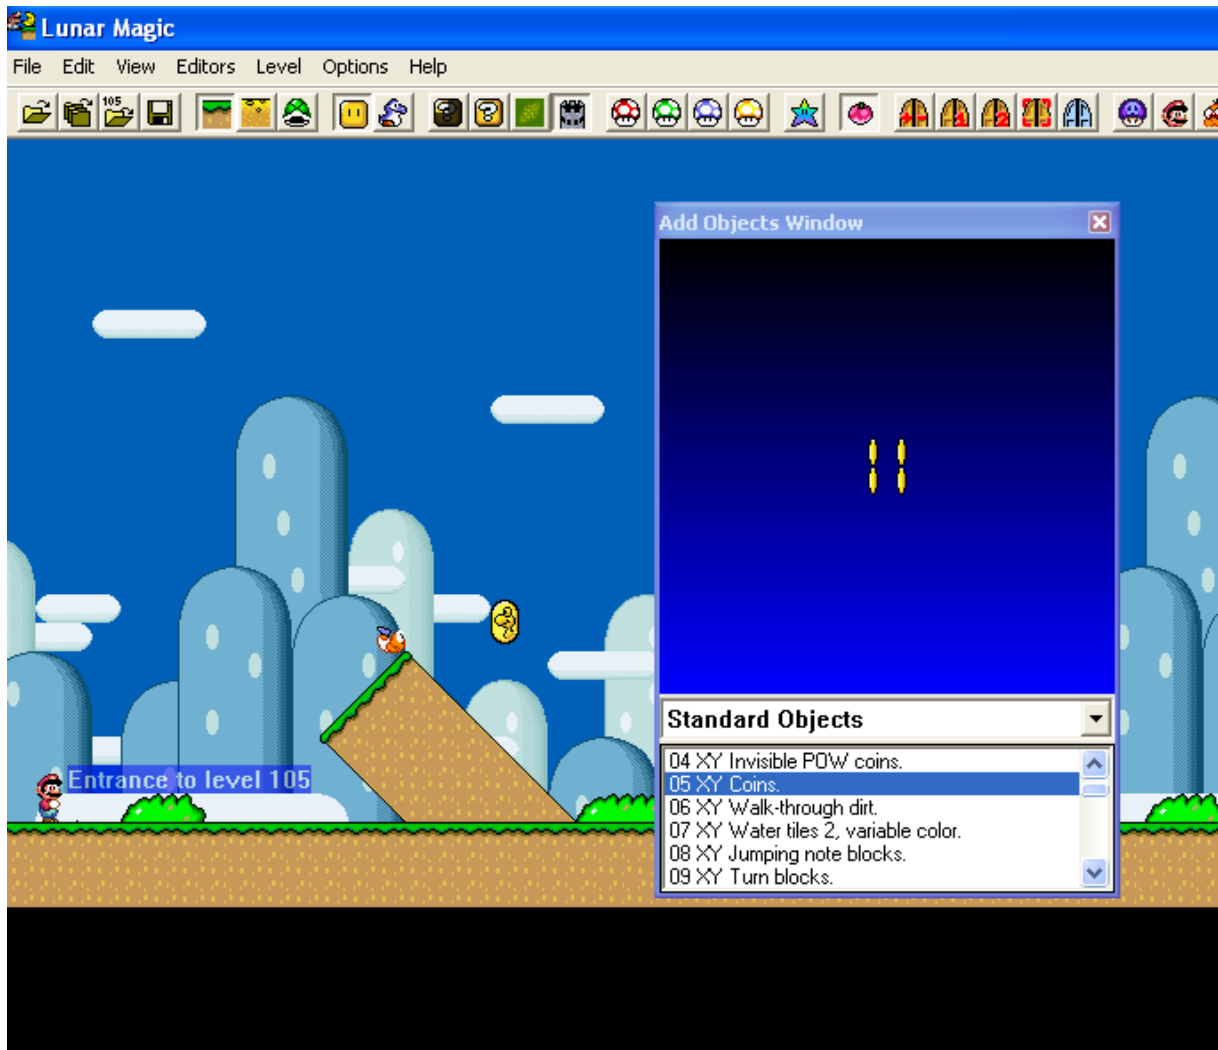 Lunar Magic
File Edit View Editors Level Options Help
105
Add Objects Window
Standard Objects
04 XY Invisible POW coins.
05 XY Coins.
06 XY Walk-through dirt.
07 XY Water tiles 2, variable color.
08 XY Jumping note blocks.
09 XY Turn blocks.
Entrance to level 105